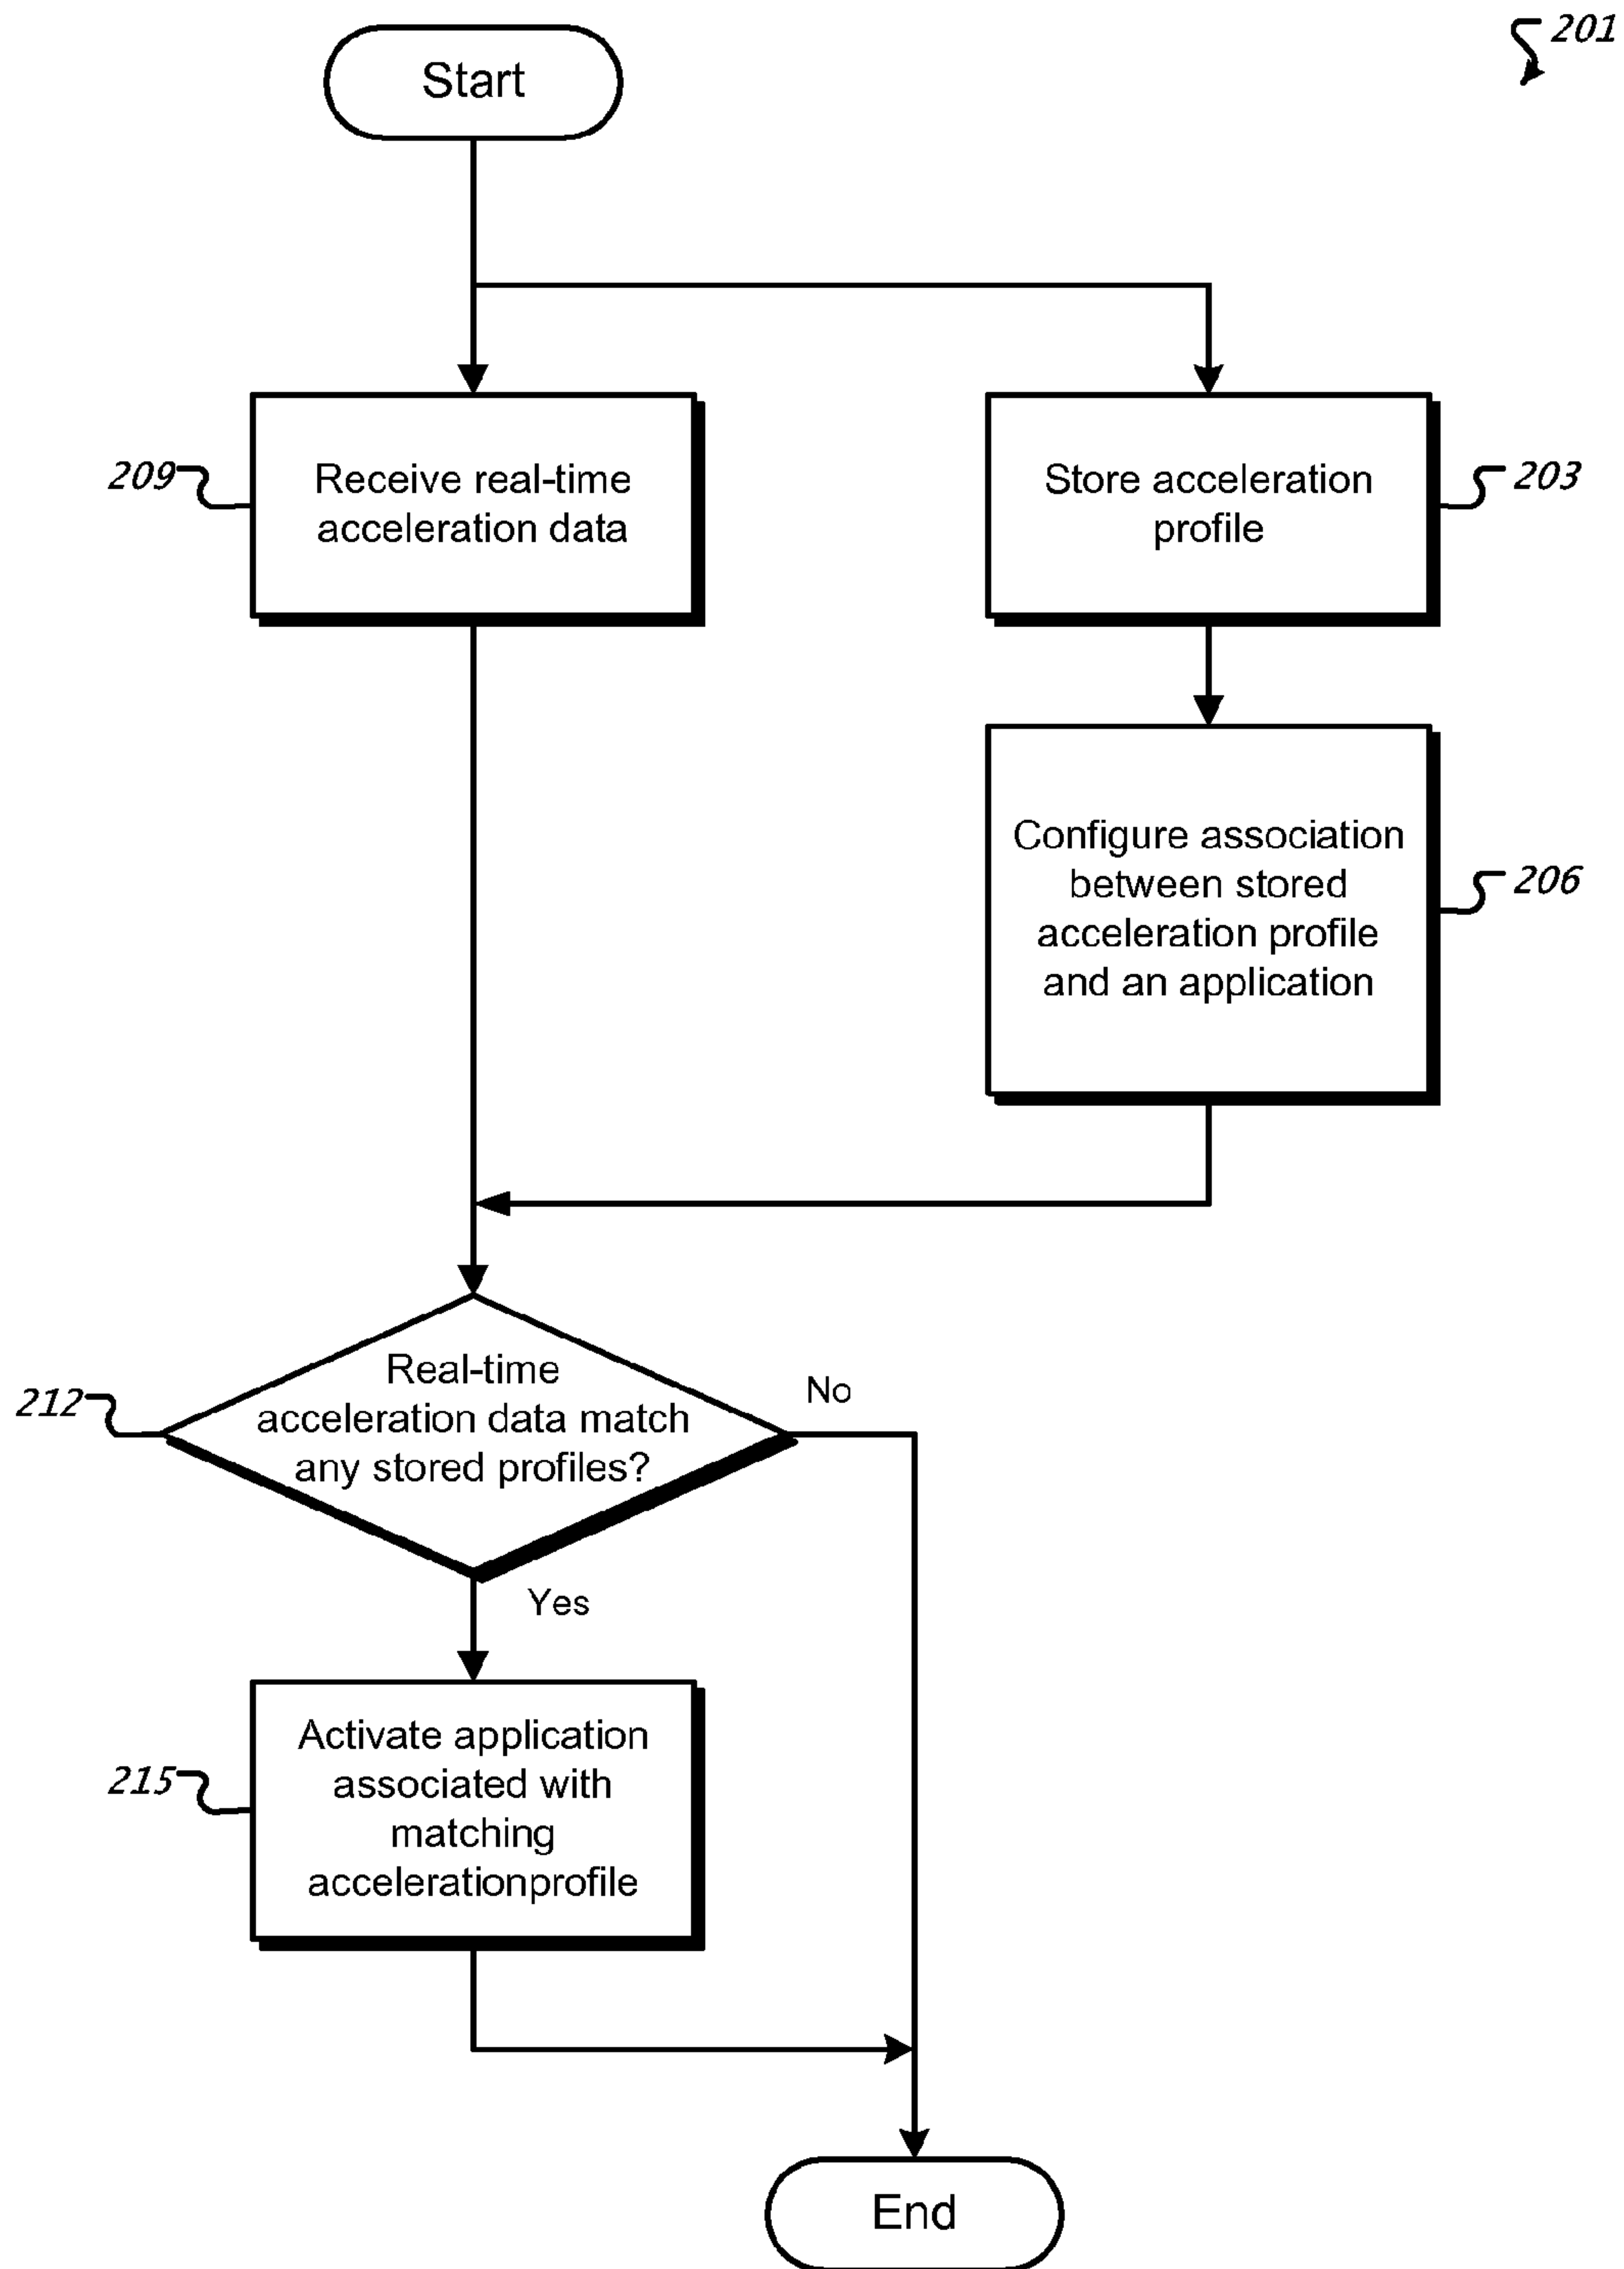 201
Start
209
Receive real-time
acceleration data
Store acceleration
profile
203
Configure association
between stored
acceleration profile
and an application
206
212
Real-time
acceleration data match
any stored profiles?
No
Yes
215
Activate application
associated with
matching
accelerationprofile
End